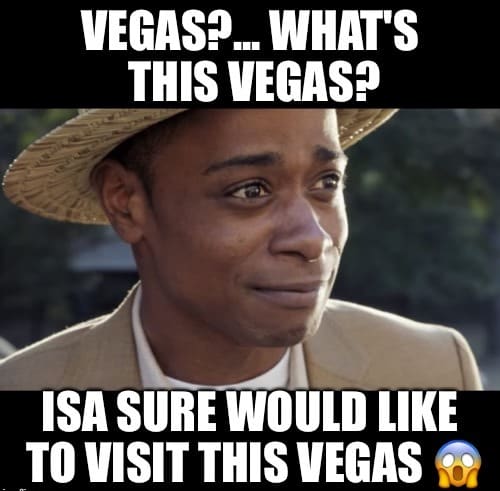 VEGAS?... WHAT'S
THIS VEGAS?
ISA SURE WOULD LIKE
TO VISIT THIS VEGAS 😱